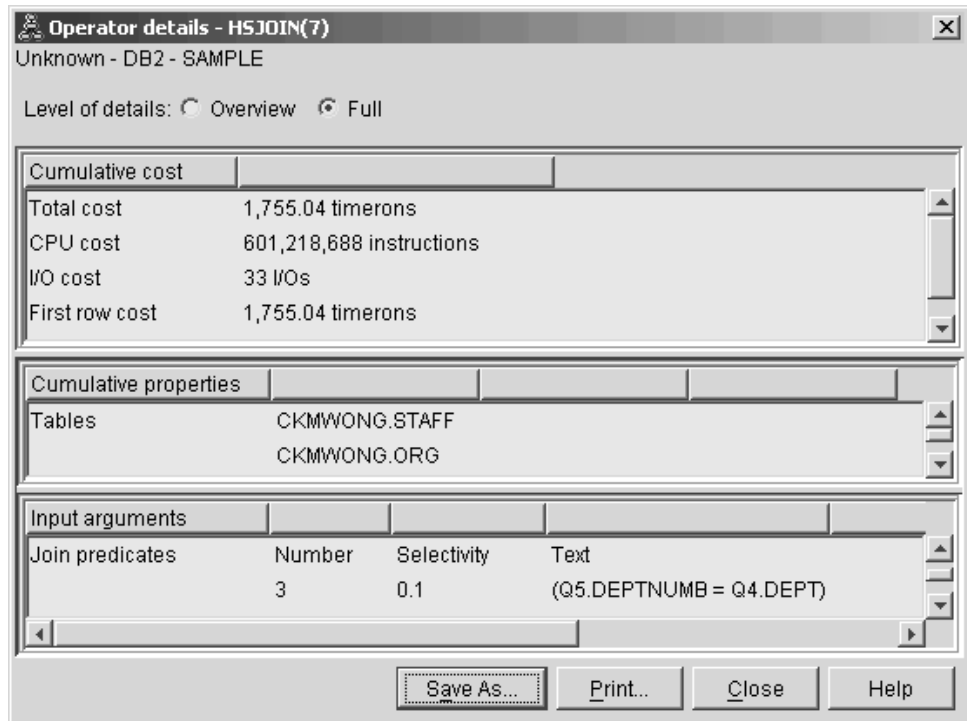 Operator details - HSJOIN(7)
Unknown - DB2 - SAMPLE
Level of details: Overview Full
Cumulative cost
Total cost 1,755.04 timerons
CPU cost 601,218,688 instructions
I/O cost 33 I/Os
First row cost 1,755.04 timerons
Cumulative properties
Tables CKMWONG.STAFF
CKMWONG.ORG
Input arguments
Join predicates Number Selectivity Text
3 0.1 (Q5.DEPTNUMB = Q4.DEPT)
Save As... Print... Close Help